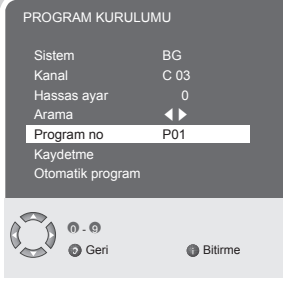 PROGRAM KURULUMU
Sistem BG
Kanal C 03
Hassas ayar 0
Arama
Program no P01
Kaydetme
Otomatik program
0 - 9
Geri i Bitirme